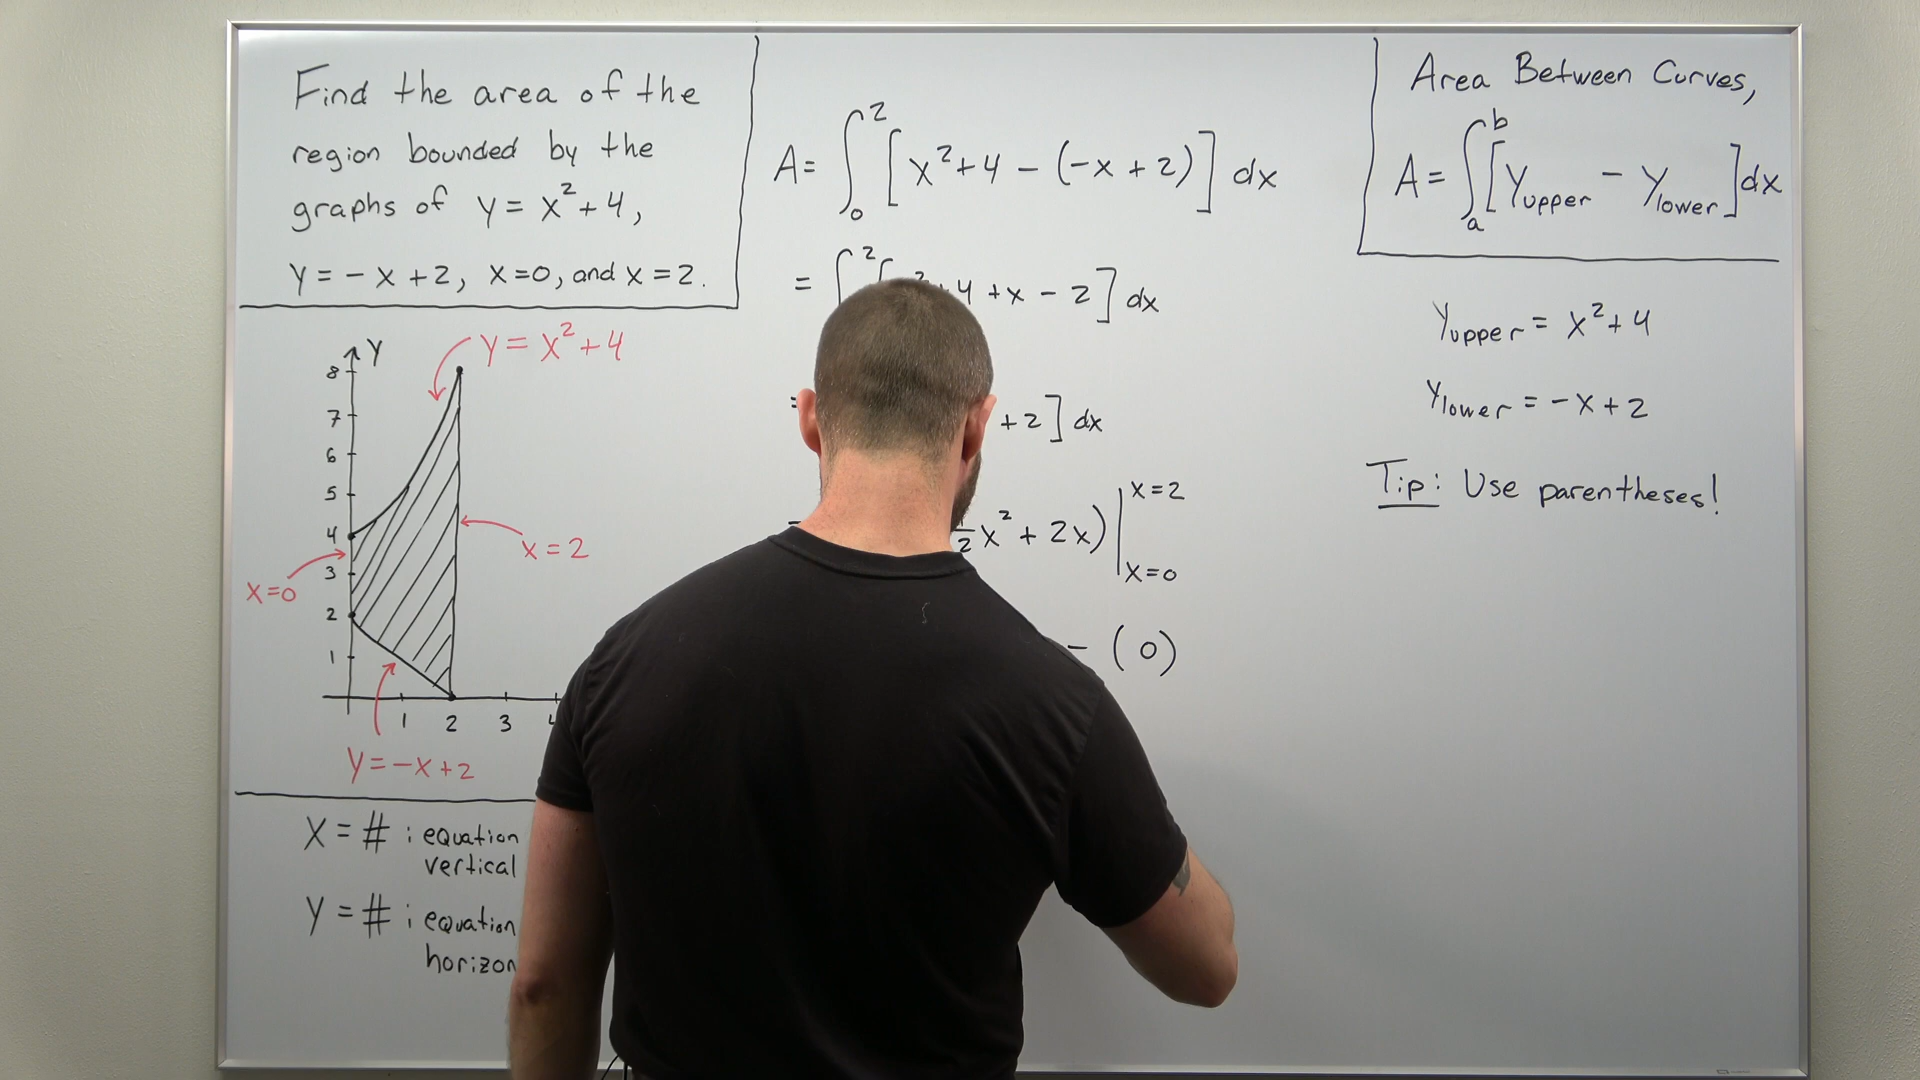 Find the area of the
region bounded by the
graphs of y = x²+4,
y = -x+2, x=0, and x=2.
y = x²+4
y
8
7
6
5
4
3
2
1
1 2 3
x=0
x=2
y=-x+2
x = # : equation
vertical
y = # : equation
A = ∫₀² [x²+4 - (-x+2)] dx
= ∫² [ 4 + x - 2] dx
+2] dx
x² + 2x) | x=2
x=0
- (0)
Area Between Curves,
A = ∫ₐᵇ [y_upper - y_lower] dx
y_upper = x²+4
y_lower = -x+2
Tip: Use parentheses!